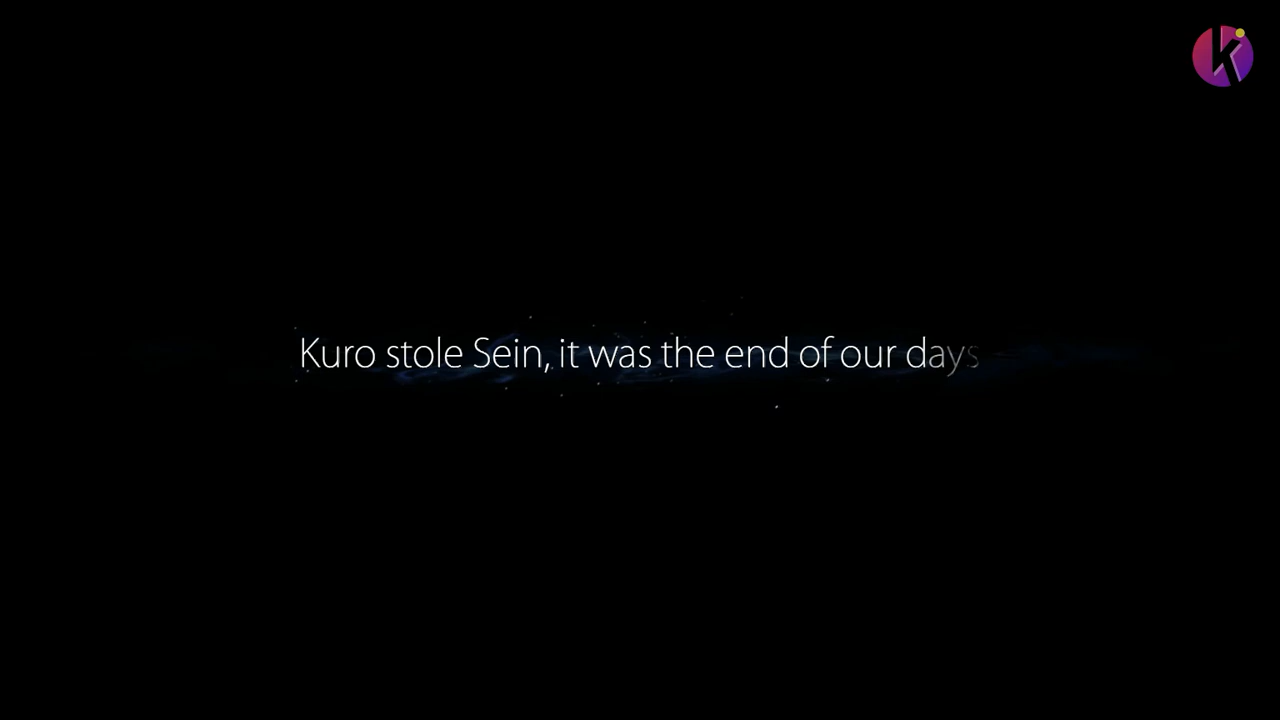 Kuro stole Sein, it was the end of our days